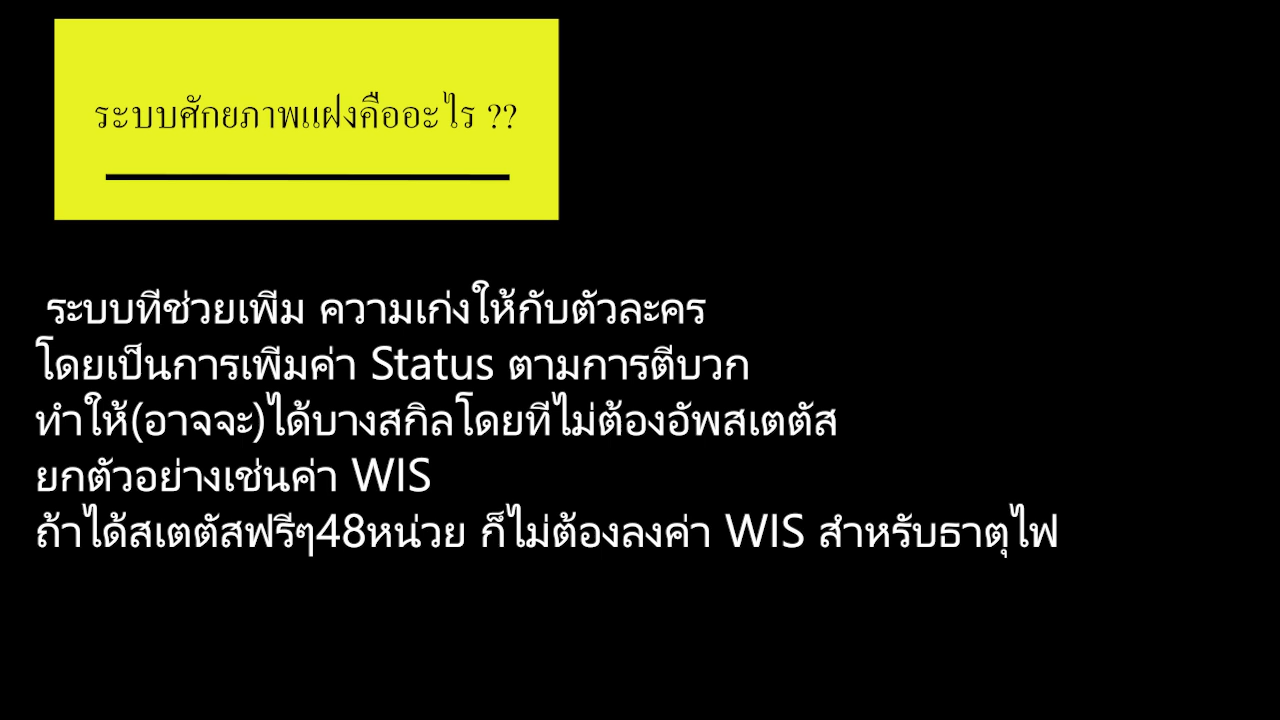 ระบบศักยภาพแฝงคืออะไร ??
ระบบทีช่วยเพีม ความเก่งให้กับตัวละคร
โดยเป็นการเพีมค่า Status ตามการตีบวก
ทำให้(อาจจะ)ได้บางสกิลโดยทีไม่ต้องอัพสเตตัส
ยกตัวอย่างเช่นค่า WIS
ถ้าได้สเตตัสฟรีๆ48หน่วย ก็ไม่ต้องลงค่า WIS สำหรับธาตุไฟ